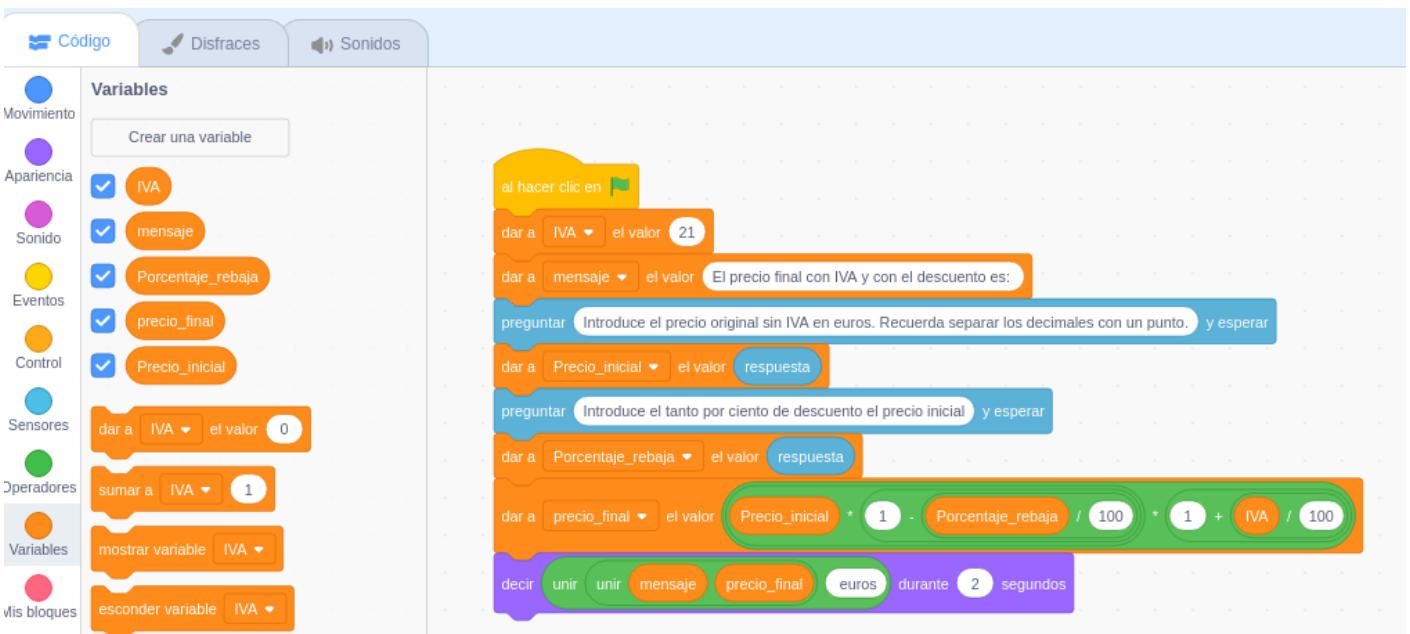 Código Disfraces Sonidos
Movimiento
Apariencia
Sonido
Eventos
Control
Sensores
Operadores
Variables
Mis bloques
Variables
Crear una variable
IVA
mensaje
Porcentaje_rebaja
precio_final
Precio_inicial
dar a IVA el valor 0
sumar a IVA 1
mostrar variable IVA
esconder variable IVA
al hacer clic en
dar a IVA el valor 21
dar a mensaje el valor El precio final con IVA y con el descuento es:
preguntar Introduce el precio original sin IVA en euros. Recuerda separar los decimales con un punto. y esperar
dar a Precio_inicial el valor respuesta
preguntar Introduce el tanto por ciento de descuento el precio inicial y esperar
dar a Porcentaje_rebaja el valor respuesta
dar a precio_final el valor Precio_inicial * 1 - Porcentaje_rebaja / 100 * 1 + IVA / 100
decir unir unir mensaje precio_final euros durante 2 segundos